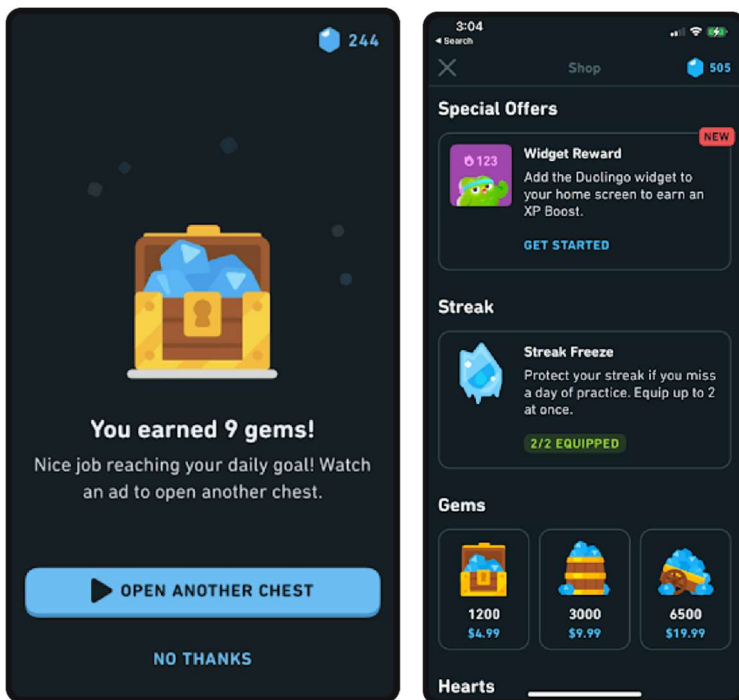 244
You earned 9 gems!
Nice job reaching your daily goal! Watch
an ad to open another chest.
OPEN ANOTHER CHEST
NO THANKS
3:04
Search
Shop
505
Special Offers
NEW
123
Widget Reward
Add the Duolingo widget to
your home screen to earn an
XP Boost.
GET STARTED
Streak
Streak Freeze
Protect your streak if you miss
a day of practice. Equip up to 2
at once.
2/2 EQUIPPED
Gems
1200 3000 6500
$4.99 $9.99 $19.99
Hearts